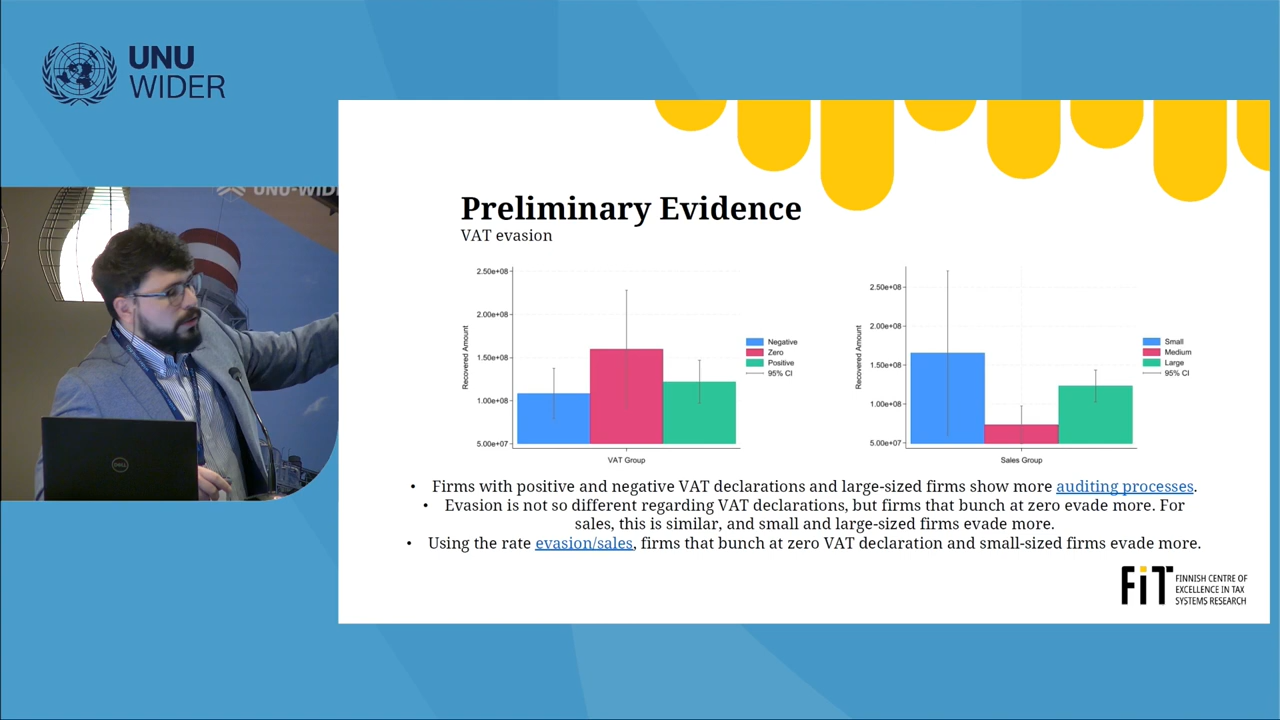 UNU
WIDER
UNU-WID
Preliminary Evidence
VAT evasion
2.50e+08
2.00e+08
1.50e+08
1.00e+08
5.00e+07
Recovered Amount
VAT Group
Negative
Zero
Positive
95% CI
2.50e+08
2.00e+08
1.50e+08
1.00e+08
5.00e+07
Recovered Amount
Sales Group
Small
Medium
Large
95% CI
• Firms with positive and negative VAT declarations and large-sized firms show more auditing processes.
• Evasion is not so different regarding VAT declarations, but firms that bunch at zero evade more. For
sales, this is similar, and small and large-sized firms evade more.
• Using the rate evasion/sales, firms that bunch at zero VAT declaration and small-sized firms evade more.
FiT
FINNISH CENTRE OF
EXCELLENCE IN TAX
SYSTEMS RESEARCH
DELL